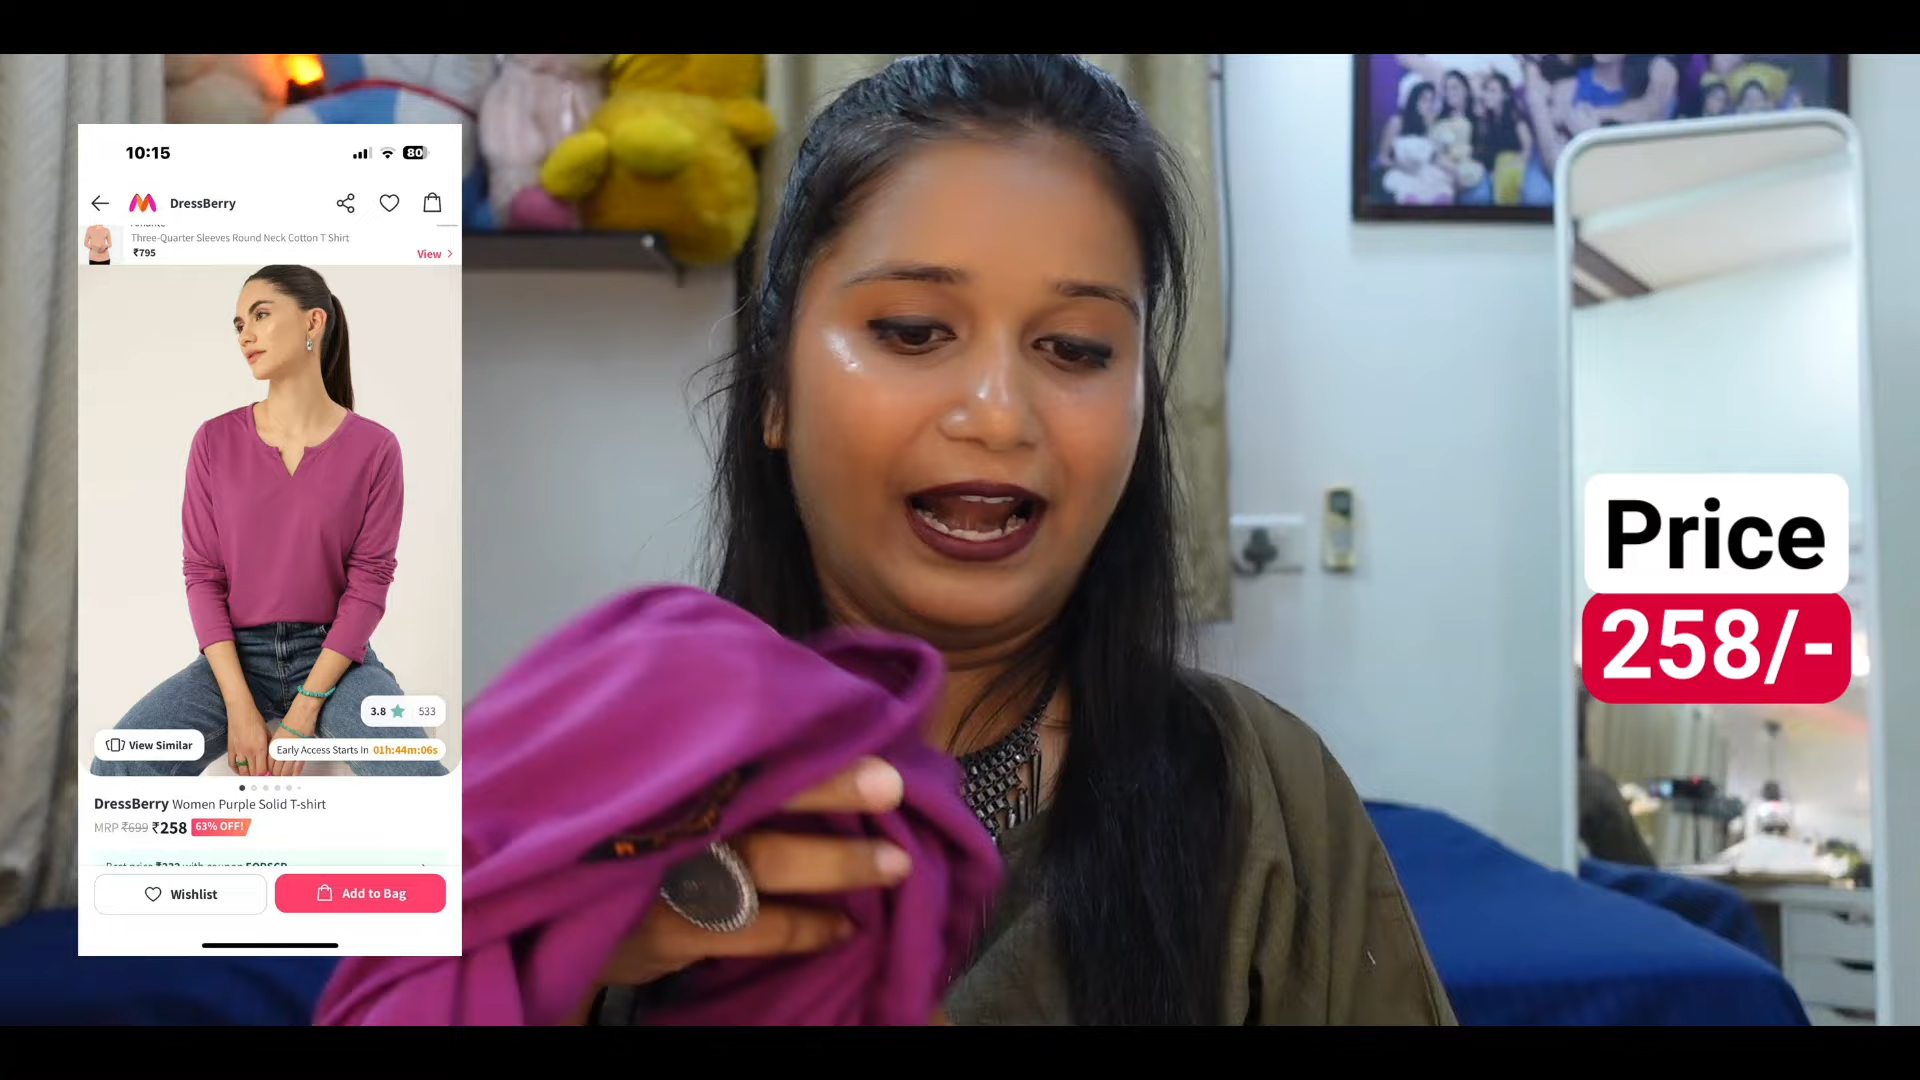 10:15
80
DressBerry
Three-Quarter Sleeves Round Neck Cotton T Shirt
₹795
View
3.8
533
View Similar
Early Access Starts In 01h:44m:06s
DressBerry Women Purple Solid T-shirt
MRP ₹699 ₹258 63% OFF!
Wishlist
Add to Bag
Price
258/-